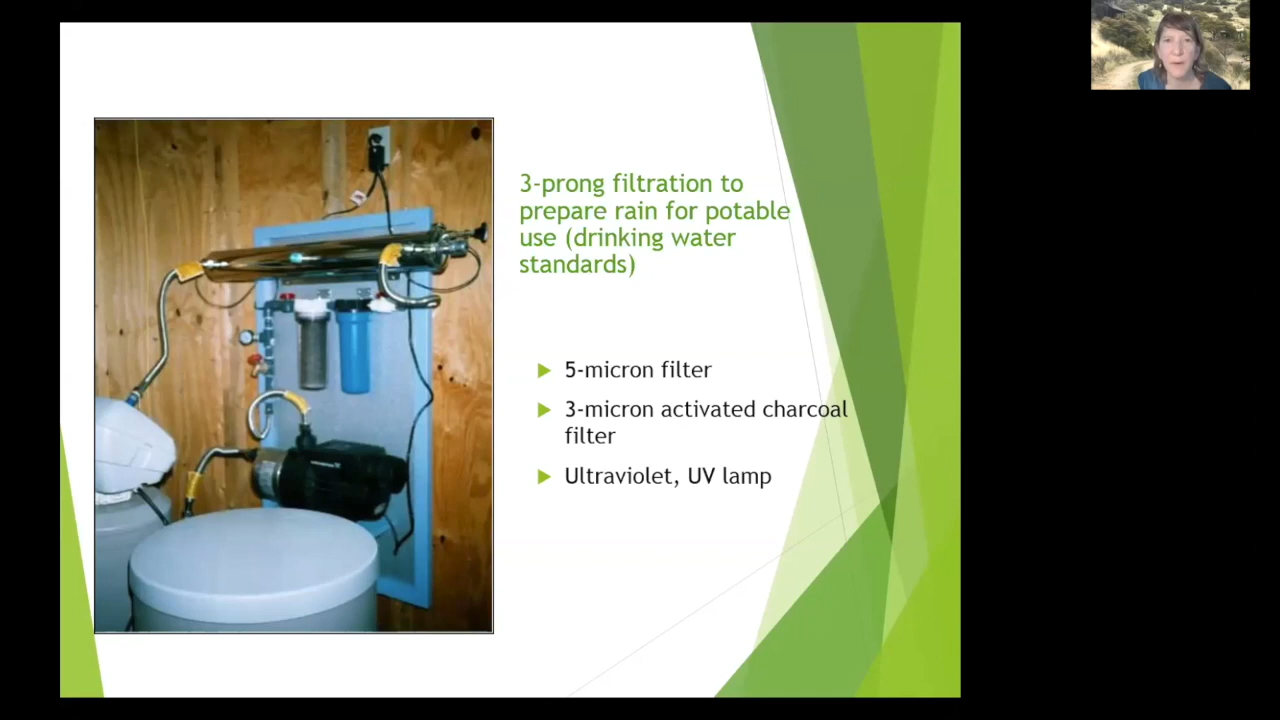 3-prong filtration to
prepare rain for potable
use (drinking water
standards)
5-micron filter
3-micron activated charcoal
filter
Ultraviolet, UV lamp